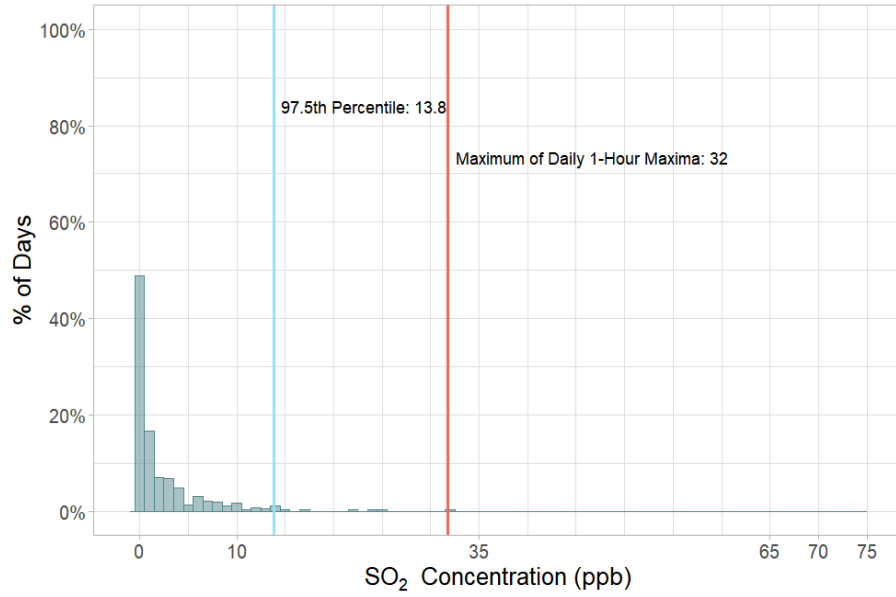 100%
80%
60%
40%
20%
0%
% of Days
97.5th Percentile: 13.8
Maximum of Daily 1-Hour Maxima: 32
0 10 35 65 70 75
SO₂ Concentration (ppb)